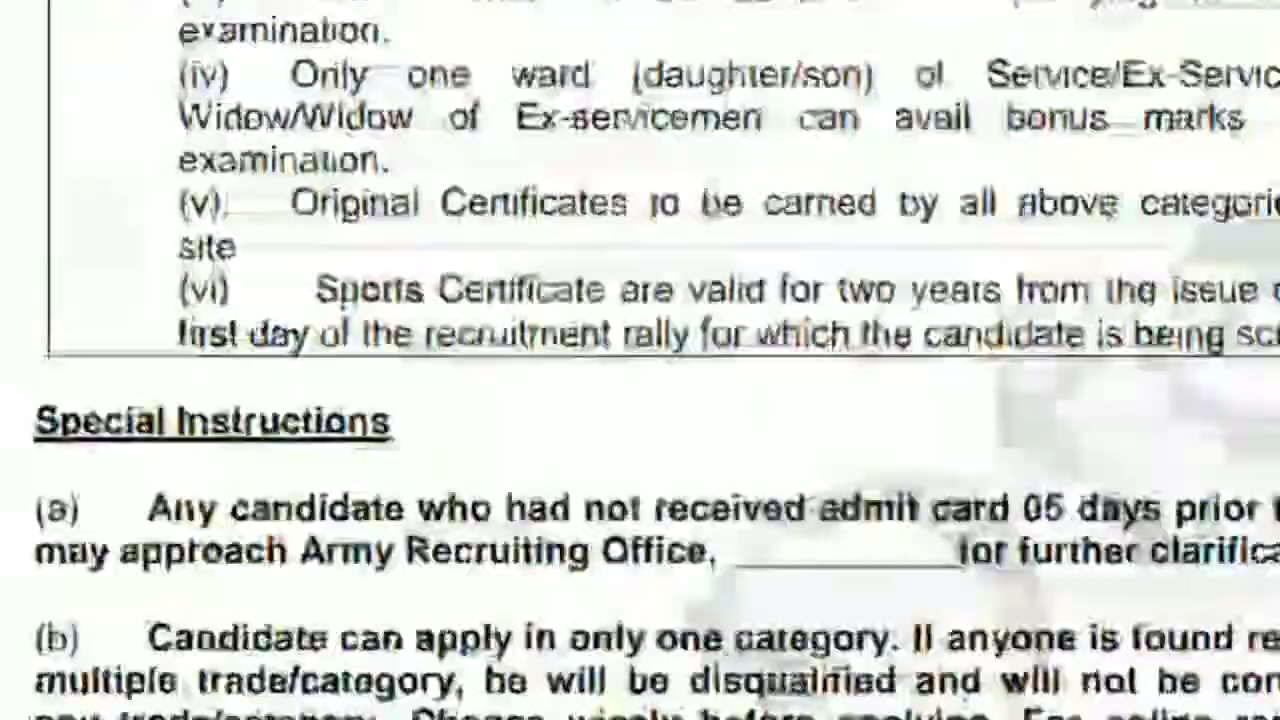 examination.
(iv) Only one ward (daughter/son) of Service/Ex-Servic
Widow/Widow of Ex-servicemen can avail bonus marks
examination.
(v). Original Certificates to be carried by all above categori
site
(vi) Sports Certificate are valid for two years from the issue
first day of the recruitment rally for which the candidate is being
Special Instructions
(a) Any candidate who had not received admit card 05 days prior
may approach Army Recruiting Office, __________for further clarifica
(b) Candidate can apply in only one category. If anyone is found re
multiple trade/category, he will be disqualified and will not be con